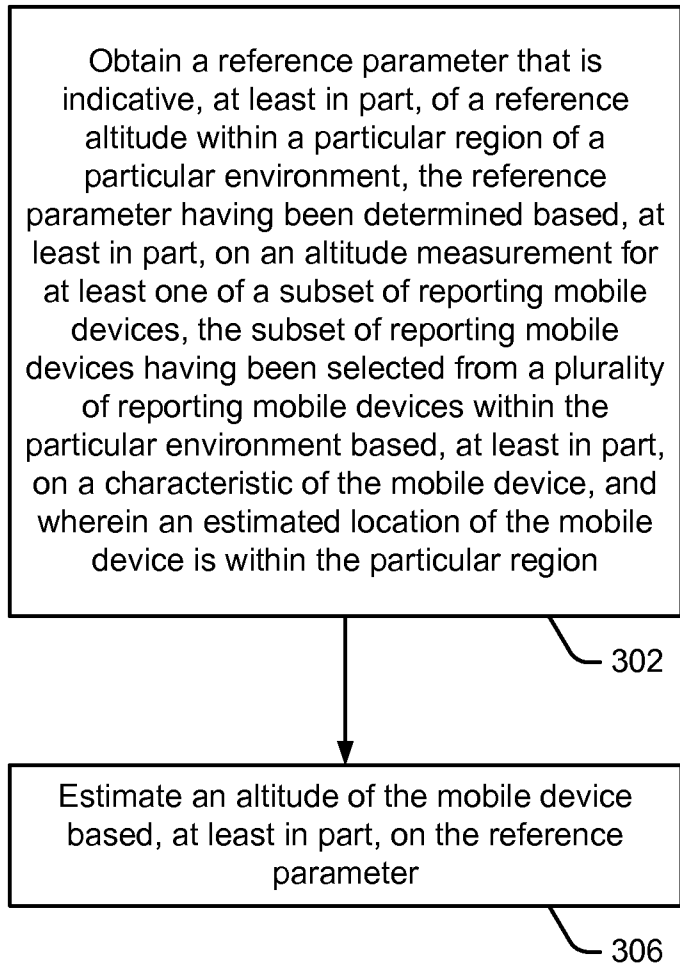 Obtain a reference parameter that is
indicative, at least in part, of a reference
altitude within a particular region of a
particular environment, the reference
parameter having been determined based, at
least in part, on an altitude measurement for
at least one of a subset of reporting mobile
devices, the subset of reporting mobile
devices having been selected from a plurality
of reporting mobile devices within the
particular environment based, at least in part,
on a characteristic of the mobile device, and
wherein an estimated location of the mobile
device is within the particular region
302
Estimate an altitude of the mobile device
based, at least in part, on the reference
parameter
306